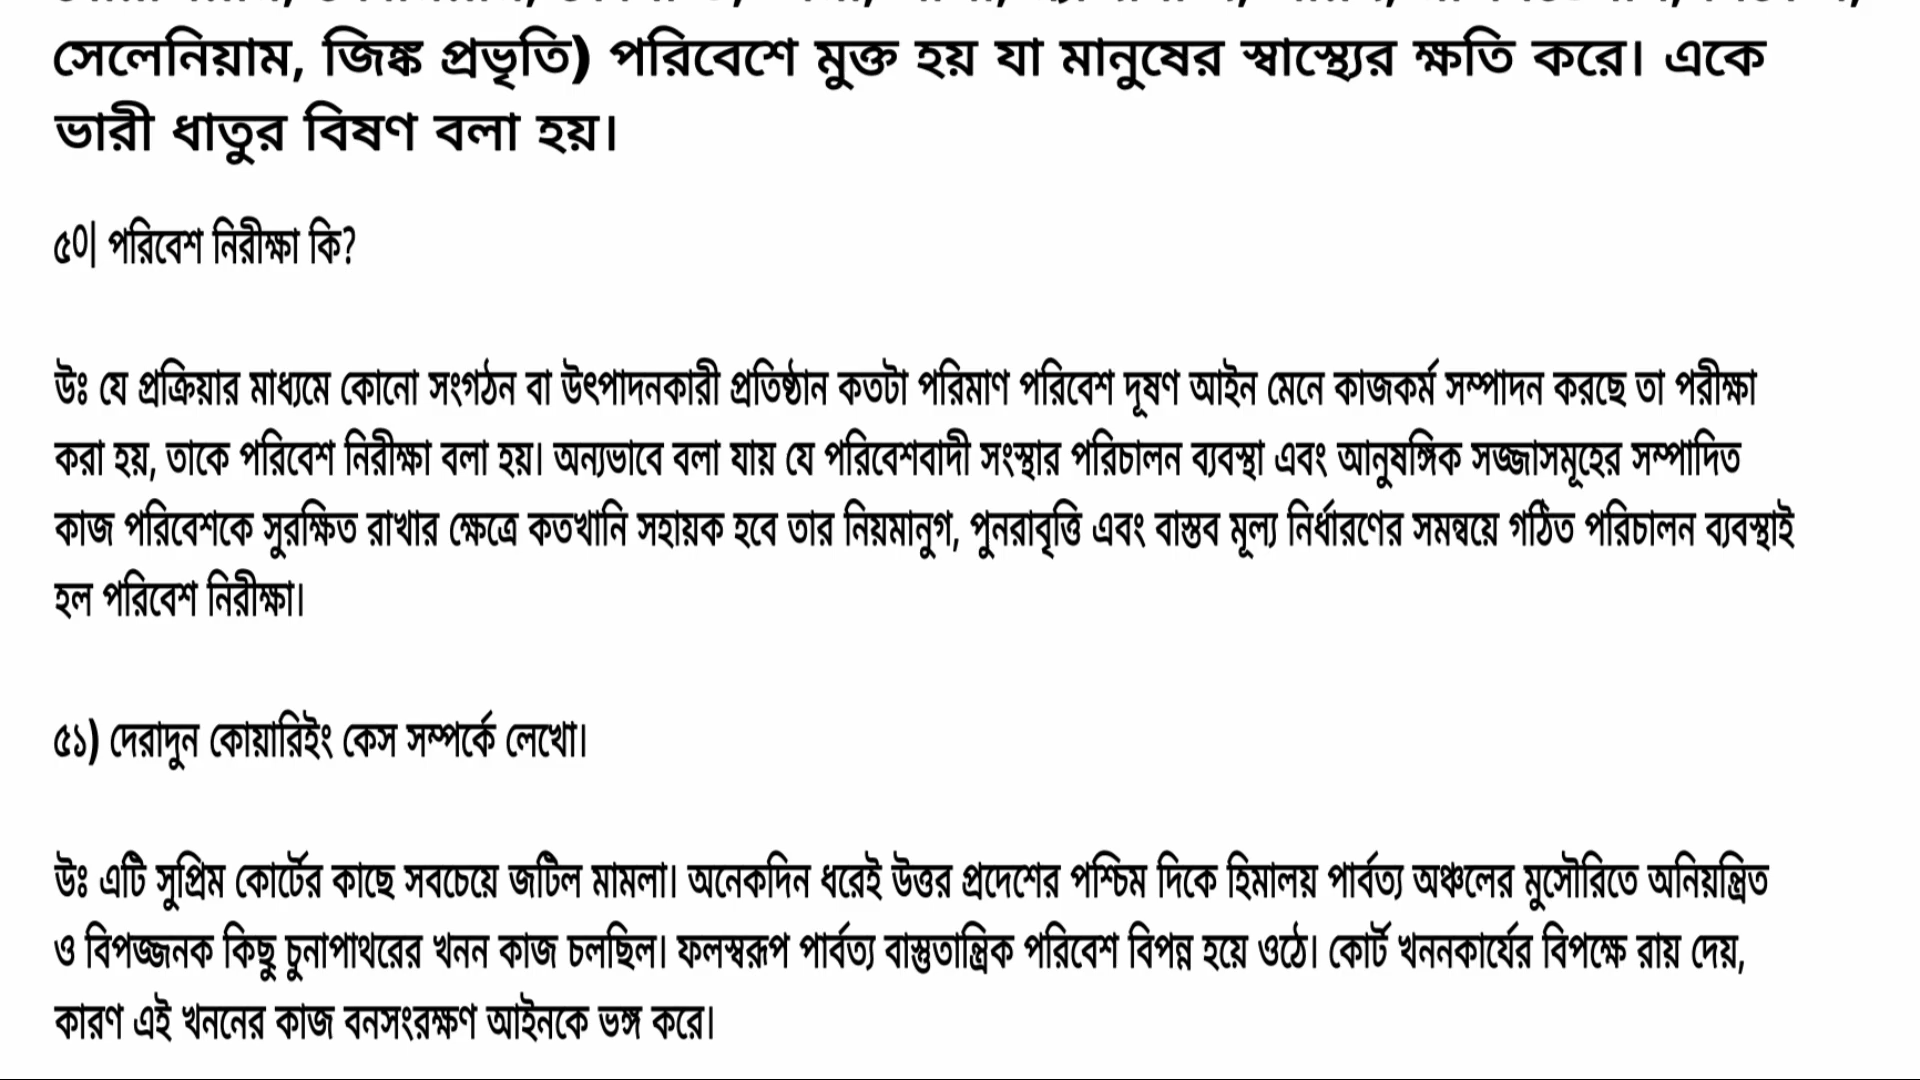 সেলেনিয়াম, জিঙ্ক প্রভৃতি) পরিবেশে মুক্ত হয় যা মানুষের স্বাস্থ্যের ক্ষতি করে। একে
ভারী ধাতুর বিষণ বলা হয়।
৫০| পরিবেশ নিরীক্ষা কি?
উঃ যে প্রক্রিয়ার মাধ্যমে কোনো সংগঠন বা উৎপাদনকারী প্রতিষ্ঠান কতটা পরিমাণ পরিবেশ দূষণ আইন মেনে কাজকর্ম সম্পাদন করছে তা পরীক্ষা
করা হয়, তাকে পরিবেশ নিরীক্ষা বলা হয়। অন্যভাবে বলা যায় যে পরিবেশবাদী সংস্থার পরিচালন ব্যবস্থা এবং আনুষঙ্গিক সজ্জাসমূহের সম্পাদিত
কাজ পরিবেশকে সুরক্ষিত রাখার ক্ষেত্রে কতখানি সহায়ক হবে তার নিয়মানুগ, পুনরাবৃত্তি এবং বাস্তব মূল্য নির্ধারণের সমন্বয়ে গঠিত পরিচালন ব্যবস্থাই
হল পরিবেশ নিরীক্ষা।
৫১) দেরাদুন কোয়ারিইং কেস সম্পর্কে লেখো।
উঃ এটি সুপ্রিম কোর্টের কাছে সবচেয়ে জটিল মামলা। অনেকদিন ধরেই উত্তর প্রদেশের পশ্চিম দিকে হিমালয় পার্বত্য অঞ্চলের মুসৌরিতে অনিয়ন্ত্রিত
ও বিপজ্জনক কিছু চুনাপাথরের খনন কাজ চলছিল। ফলস্বরূপ পার্বত্য বাস্তুতান্ত্রিক পরিবেশ বিপন্ন হয়ে ওঠে। কোর্ট খননকার্যের বিপক্ষে রায় দেয়,
কারণ এই খননের কাজ বনসংরক্ষণ আইনকে ভঙ্গ করে।